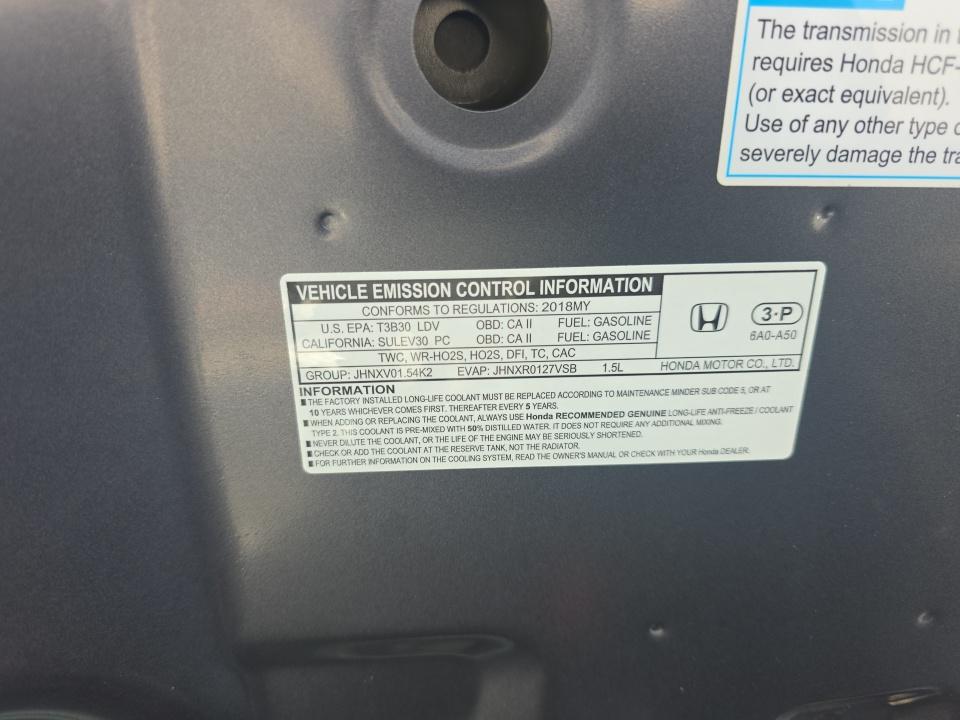 The transmission in
requires Honda HCF-
(or exact equivalent).
Use of any other type
severely damage the
VEHICLE EMISSION CONTROL INFORMATION
CONFORMS TO REGULATIONS: 2018MY
U.S. EPA: T3B30 LDV OBD: CA II FUEL: GASOLINE
CALIFORNIA: SULEV30 PC OBD: CA II FUEL: GASOLINE
TWC, WR-HO2S, HO2S, DFI, TC, CAC
GROUP: JHNXV01.54K2 EVAP: JHNXR0127VSB 1.5L
3·P
6A0-A50
HONDA MOTOR CO., LTD.
INFORMATION
THE FACTORY INSTALLED LONG-LIFE COOLANT MUST BE REPLACED ACCORDING TO MAINTENANCE MINDER SUB CODE 5, OR AT
10 YEARS WHICHEVER COMES FIRST. THEREAFTER EVERY 5 YEARS.
WHEN ADDING OR REPLACING THE COOLANT, ALWAYS USE Honda RECOMMENDED GENUINE LONG-LIFE ANTI-FREEZE / COOLANT
TYPE 2. THIS COOLANT IS PRE-MIXED WITH 50% DISTILLED WATER. IT DOES NOT REQUIRE ANY ADDITIONAL MIXING.
NEVER DILUTE THE COOLANT, OR THE LIFE OF THE ENGINE MAY BE SERIOUSLY SHORTENED.
CHECK OR ADD THE COOLANT AT THE RESERVE TANK, NOT THE RADIATOR.
FOR FURTHER INFORMATION ON THE COOLING SYSTEM, READ THE OWNER'S MANUAL OR CHECK WITH YOUR Honda DEALER.